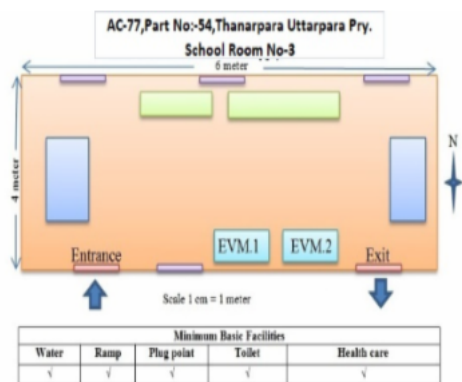 AC-77,Part No:-54,Thanarpara Uttarpara Pry.
School Room No-3
6 meter
4 meter
N
EVM.1
EVM.2
Entrance
Exit
Scale 1 cm = 1 meter
Minimum Basic Facilities
Water Ramp Plug point Toilet Health care
√ √ √ √ √